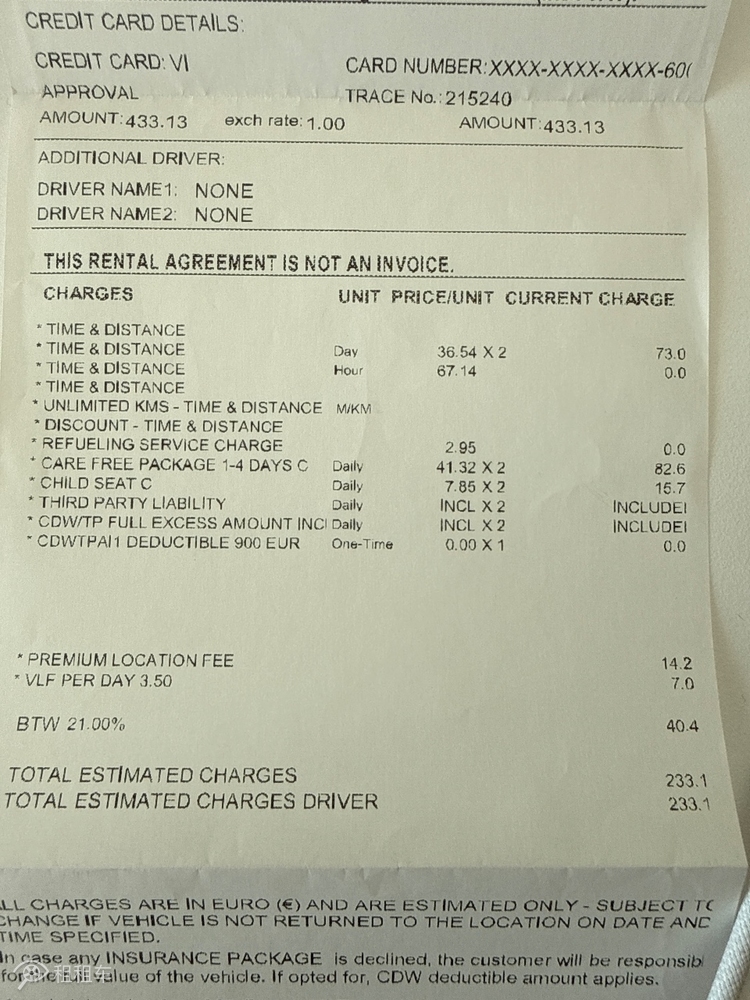 CREDIT CARD DETAILS:
CREDIT CARD: VI CARD NUMBER:XXXX-XXXX-XXXX-60
APPROVAL TRACE No.: 215240
AMOUNT:433.13 exch rate: 1.00 AMOUNT:433.13
ADDITIONAL DRIVER:
DRIVER NAME1: NONE
DRIVER NAME2: NONE
THIS RENTAL AGREEMENT IS NOT AN INVOICE.
CHARGES UNIT PRICE/UNIT CURRENT CHARGE
* TIME & DISTANCE
* TIME & DISTANCE Day 36.54 X 2 73.0
* TIME & DISTANCE Hour 67.14 0.0
* TIME & DISTANCE
* UNLIMITED KMS - TIME & DISTANCE M/KM
* DISCOUNT - TIME & DISTANCE
* REFUELING SERVICE CHARGE 2.95 0.0
* CARE FREE PACKAGE 1-4 DAYS C Daily 41.32 X 2 82.6
* CHILD SEAT C Daily 7.85 X 2 15.7
* THIRD PARTY LIABILITY Daily INCL X 2 INCLUDE
* CDW/TP FULL EXCESS AMOUNT INC Daily INCL X 2 INCLUDE
* CDWTPAI1 DEDUCTIBLE 900 EUR One-Time 0.00 X 1 0.0
* PREMIUM LOCATION FEE 14.2
* VLF PER DAY 3.50 7.0
BTW 21.00% 40.4
TOTAL ESTIMATED CHARGES 233.1
TOTAL ESTIMATED CHARGES DRIVER 233.1
LL CHARGES ARE IN EURO (€) AND ARE ESTIMATED ONLY - SUBJECT TO
CHANGE IF VEHICLE IS NOT RETURNED TO THE LOCATION ON DATE AND
TIME SPECIFIED.
In case any INSURANCE PACKAGE is declined, the customer will be responsib
for value of the vehicle. If opted for, CDW deductible amount applies.
租租车